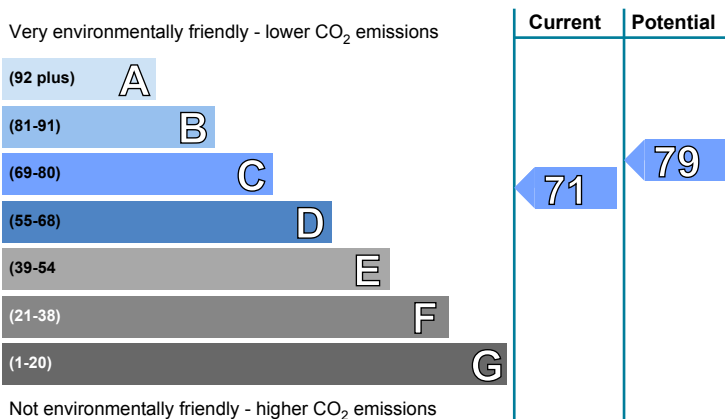 Very environmentally friendly - lower CO2 emissions
Current
Potential
(92 plus) A
(81-91) B
(69-80) C
(55-68) D
(39-54 E
(21-38) F
(1-20) G
71
79
Not environmentally friendly - higher CO2 emissions